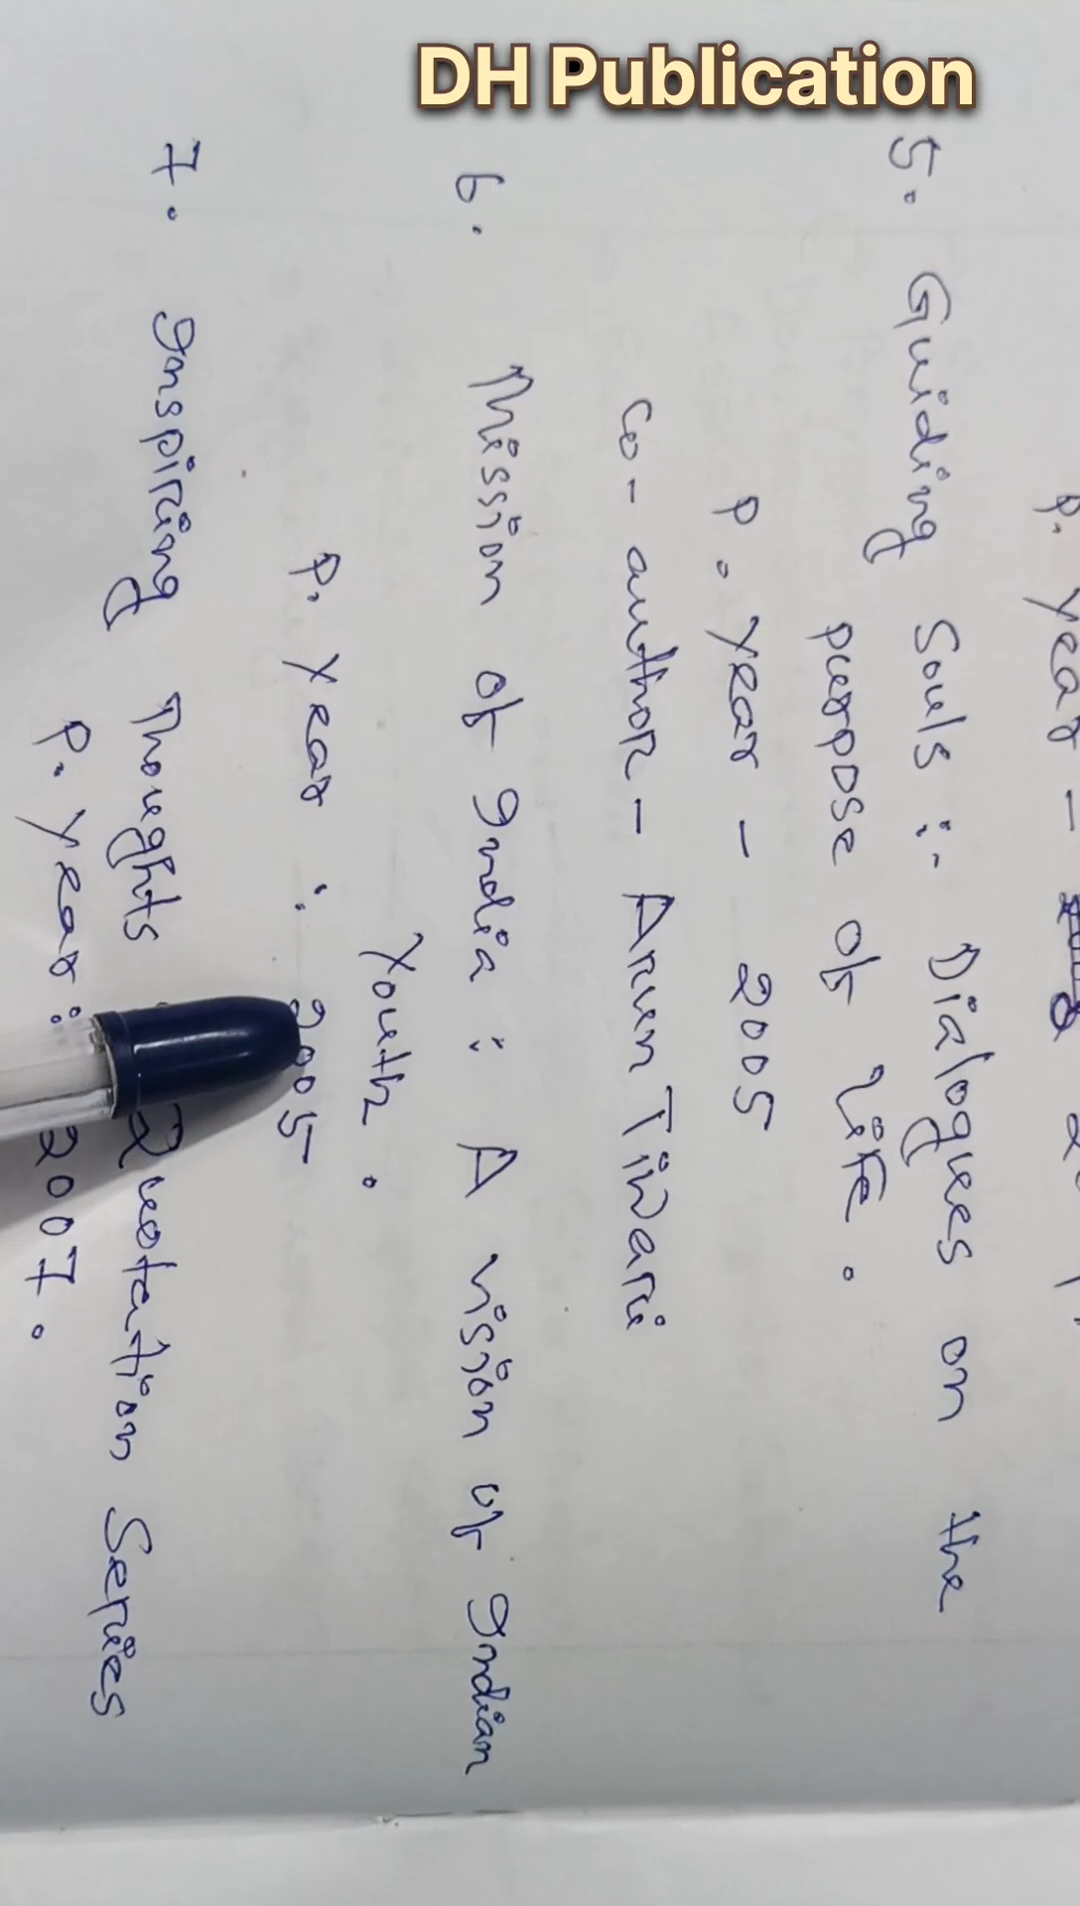 DH Publication
P. Year -
5. Guiding Souls :- Dialogues on the
purpose of life.
P. Year - 2005
Co-author - Arun Tiwari
6. Mission of India : A vision of Indian
Youth.
P. Year : 2005
7. Inspiring Thoughts Quotation Series
P. Year : 2007.